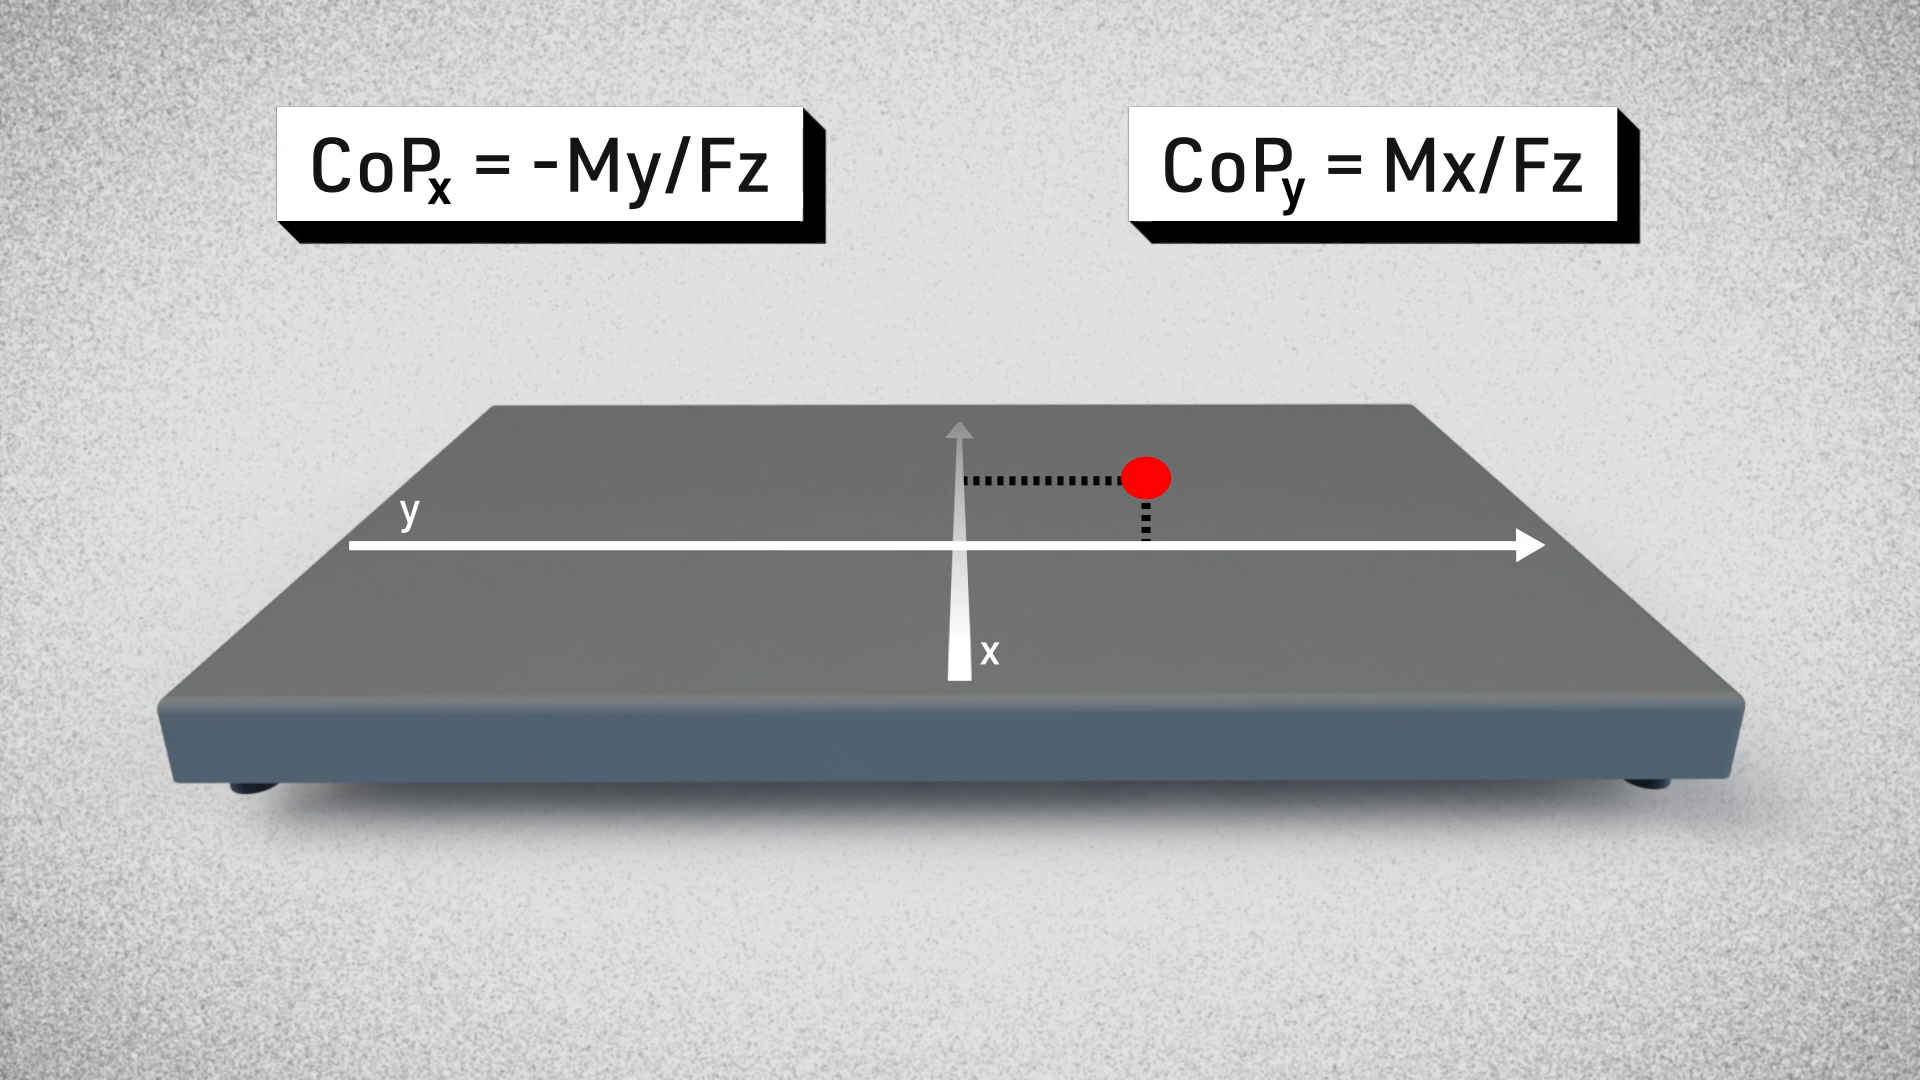 CoPx = -My/Fz
CoPy = Mx/Fz
y
x